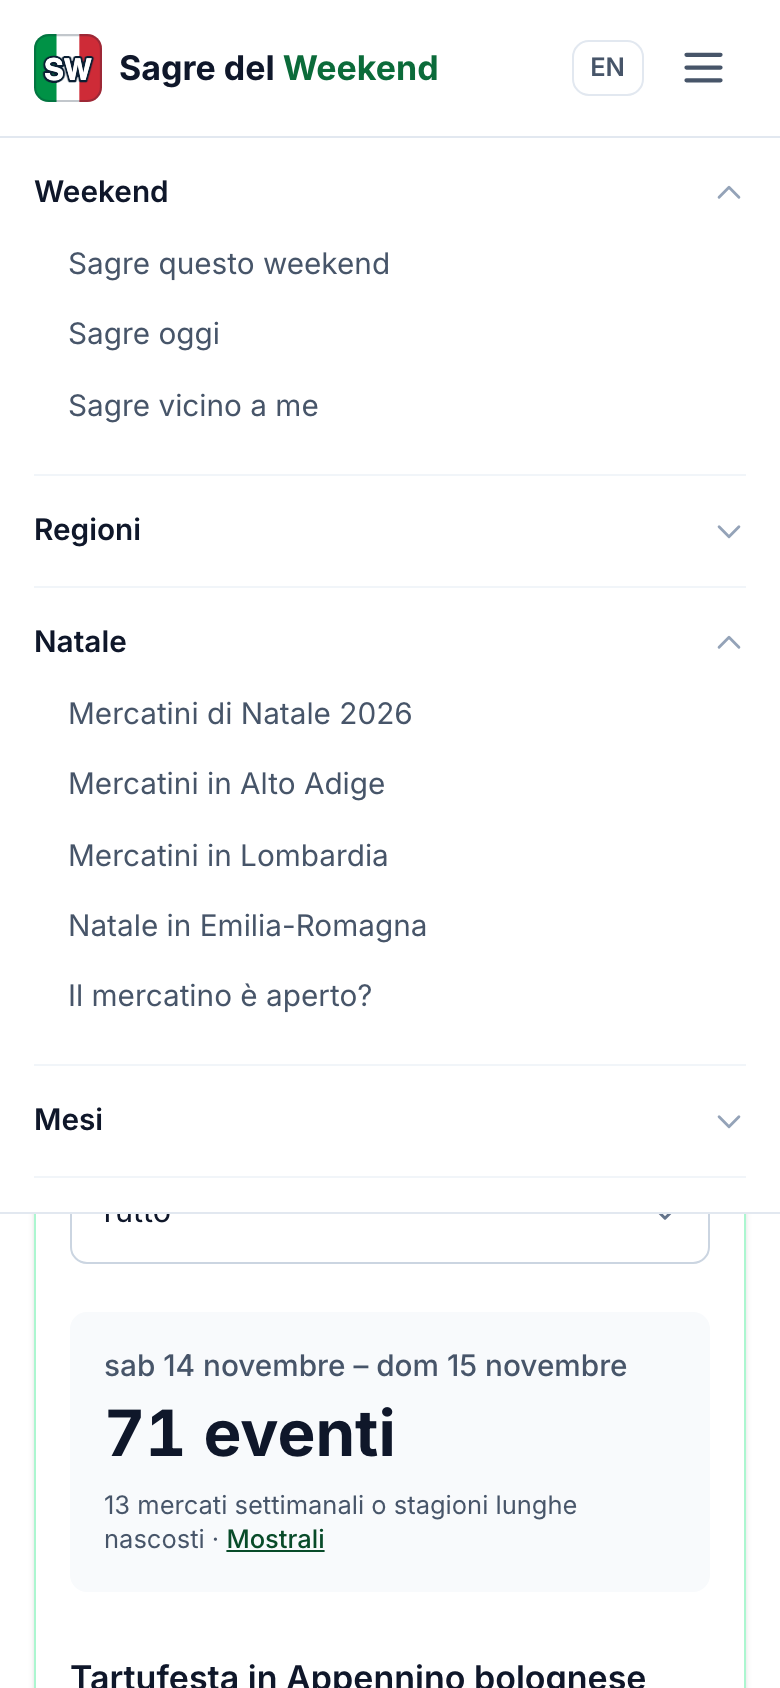 SW Sagre del Weekend EN
Weekend
Sagre questo weekend
Sagre oggi
Sagre vicino a me
Regioni
Natale
Mercatini di Natale 2026
Mercatini in Alto Adige
Mercatini in Lombardia
Natale in Emilia-Romagna
Il mercatino è aperto?
Mesi
Tutto
sab 14 novembre – dom 15 novembre
71 eventi
13 mercati settimanali o stagioni lunghe
nascosti · Mostrali
Tartufesta in Appennino bolognese